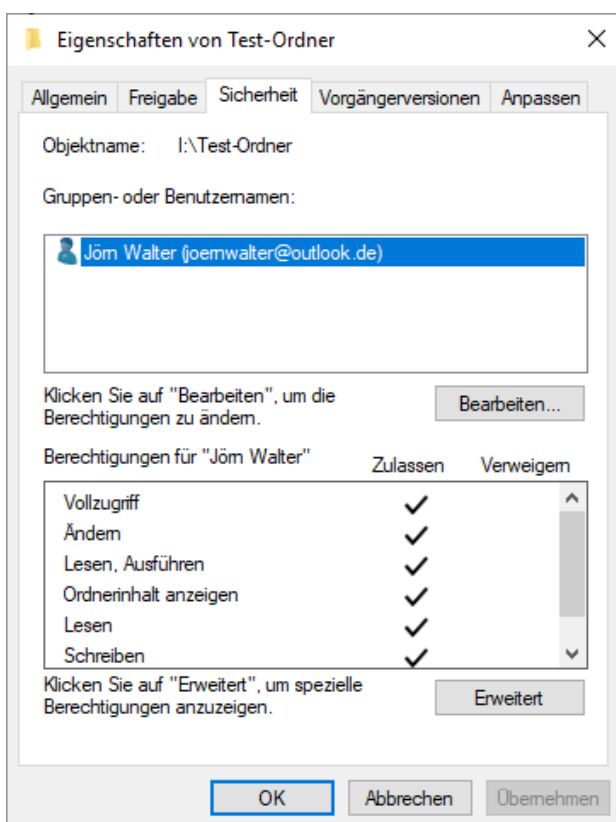 Eigenschaften von Test-Ordner
Allgemein Freigabe Sicherheit Vorgängerversionen Anpassen
Objektname: I:\Test-Ordner
Gruppen- oder Benutzernamen:
Jörn Walter (joernwalter@outlook.de)
Klicken Sie auf "Bearbeiten", um die
Berechtigungen zu ändern.
Bearbeiten...
Berechtigungen für "Jörn Walter" Zulassen Verweigern
Vollzugriff
Ändern
Lesen, Ausführen
Ordnerinhalt anzeigen
Lesen
Schreiben
Klicken Sie auf "Erweitert", um spezielle
Berechtigungen anzuzeigen.
Erweitert
OK Abbrechen Übernehmen